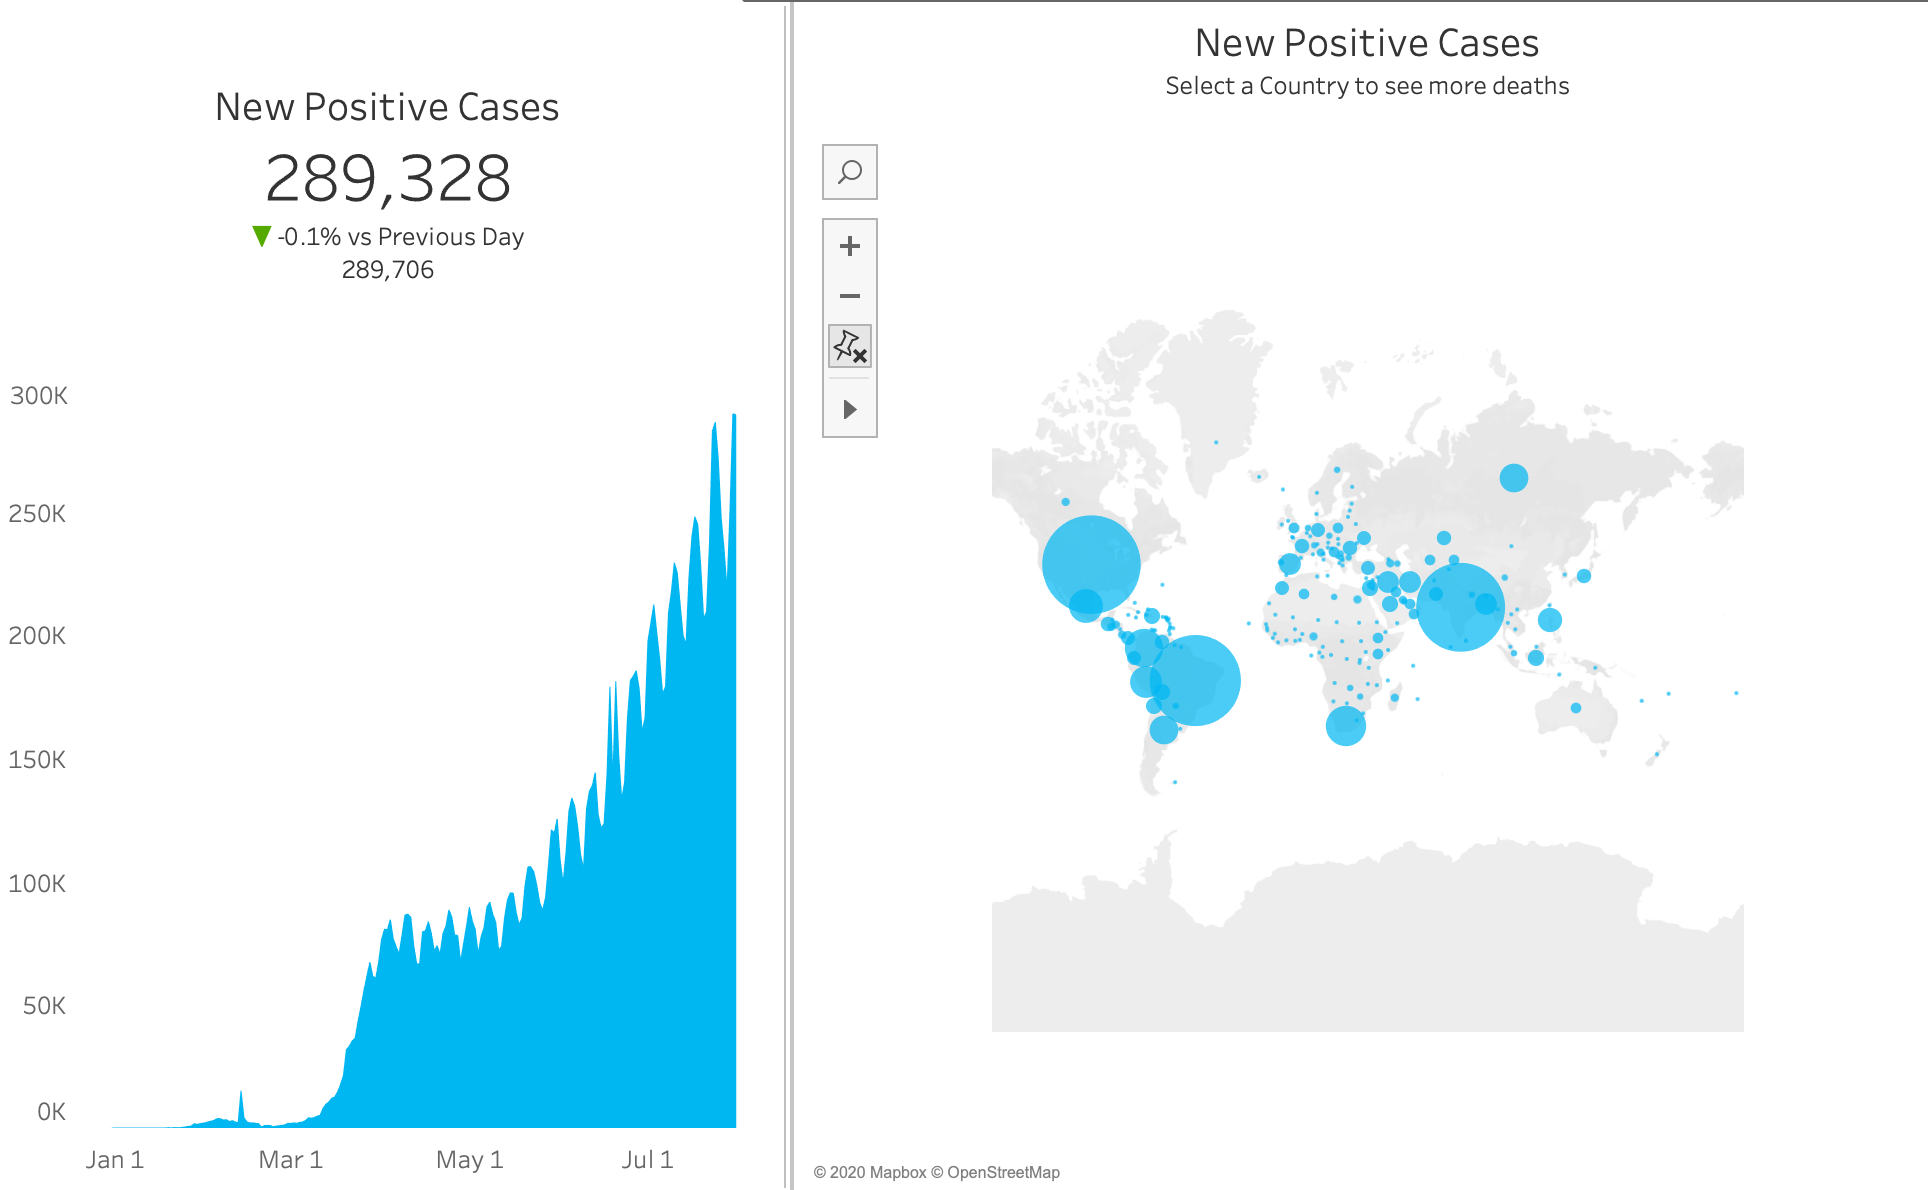 New Positive Cases
289,328
-0.1% vs Previous Day
289,706
300K
250K
200K
150K
100K
50K
0K
Jan 1
Mar 1
May 1
Jul 1
New Positive Cases
Select a Country to see more deaths
© 2020 Mapbox © OpenStreetMap